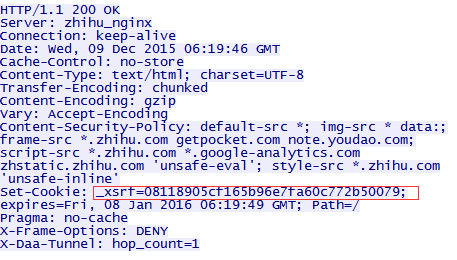 HTTP/1.1 200 OK
Server: zhihu_nginx
Connection: keep-alive
Date: Wed, 09 Dec 2015 06:19:46 GMT
Cache-Control: no-store
Content-Type: text/html; charset=UTF-8
Transfer-Encoding: chunked
Content-Encoding: gzip
Vary: Accept-Encoding
Content-Security-Policy: default-src *; img-src * data:;
frame-src *.zhihu.com getpocket.com note.youdao.com;
script-src *.zhihu.com *.google-analytics.com
zhstatic.zhihu.com 'unsafe-eval'; style-src *.zhihu.com
'unsafe-inline'
Set-Cookie: _xsrf=08118905cf165b96e7fa60c772b50079;
expires=Fri, 08 Jan 2016 06:19:49 GMT; Path=/
Pragma: no-cache
X-Frame-Options: DENY
X-Daa-Tunnel: hop_count=1